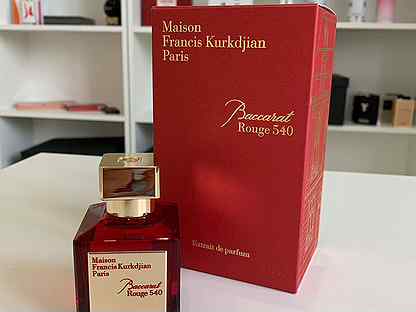 Maison
Francis Kurkdjian
Paris
Baccarat
Rouge 540
Extrait de parfum
Maison
Francis Kurkdjian
Paris
Baccarat
Rouge 540